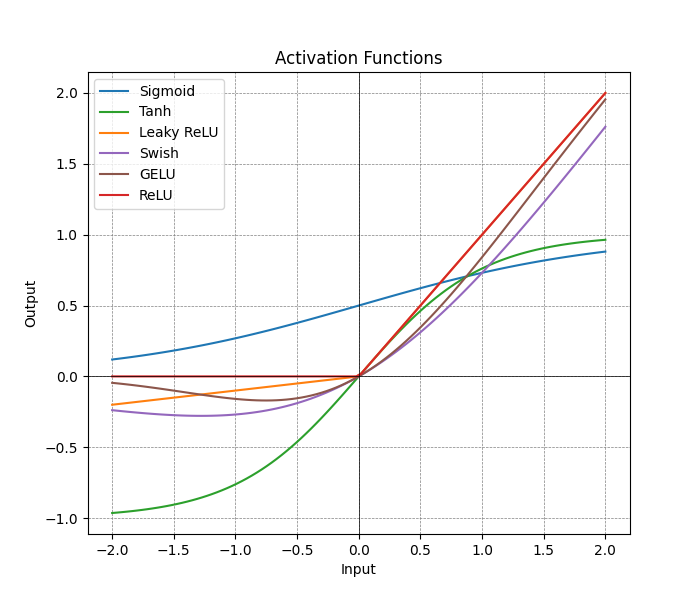 Activation Functions
Sigmoid
Tanh
Leaky ReLU
Swish
GELU
ReLU
2.0
1.5
1.0
0.5
0.0
−0.5
−1.0
Output
−2.0 −1.5 −1.0 −0.5 0.0 0.5 1.0 1.5 2.0
Input